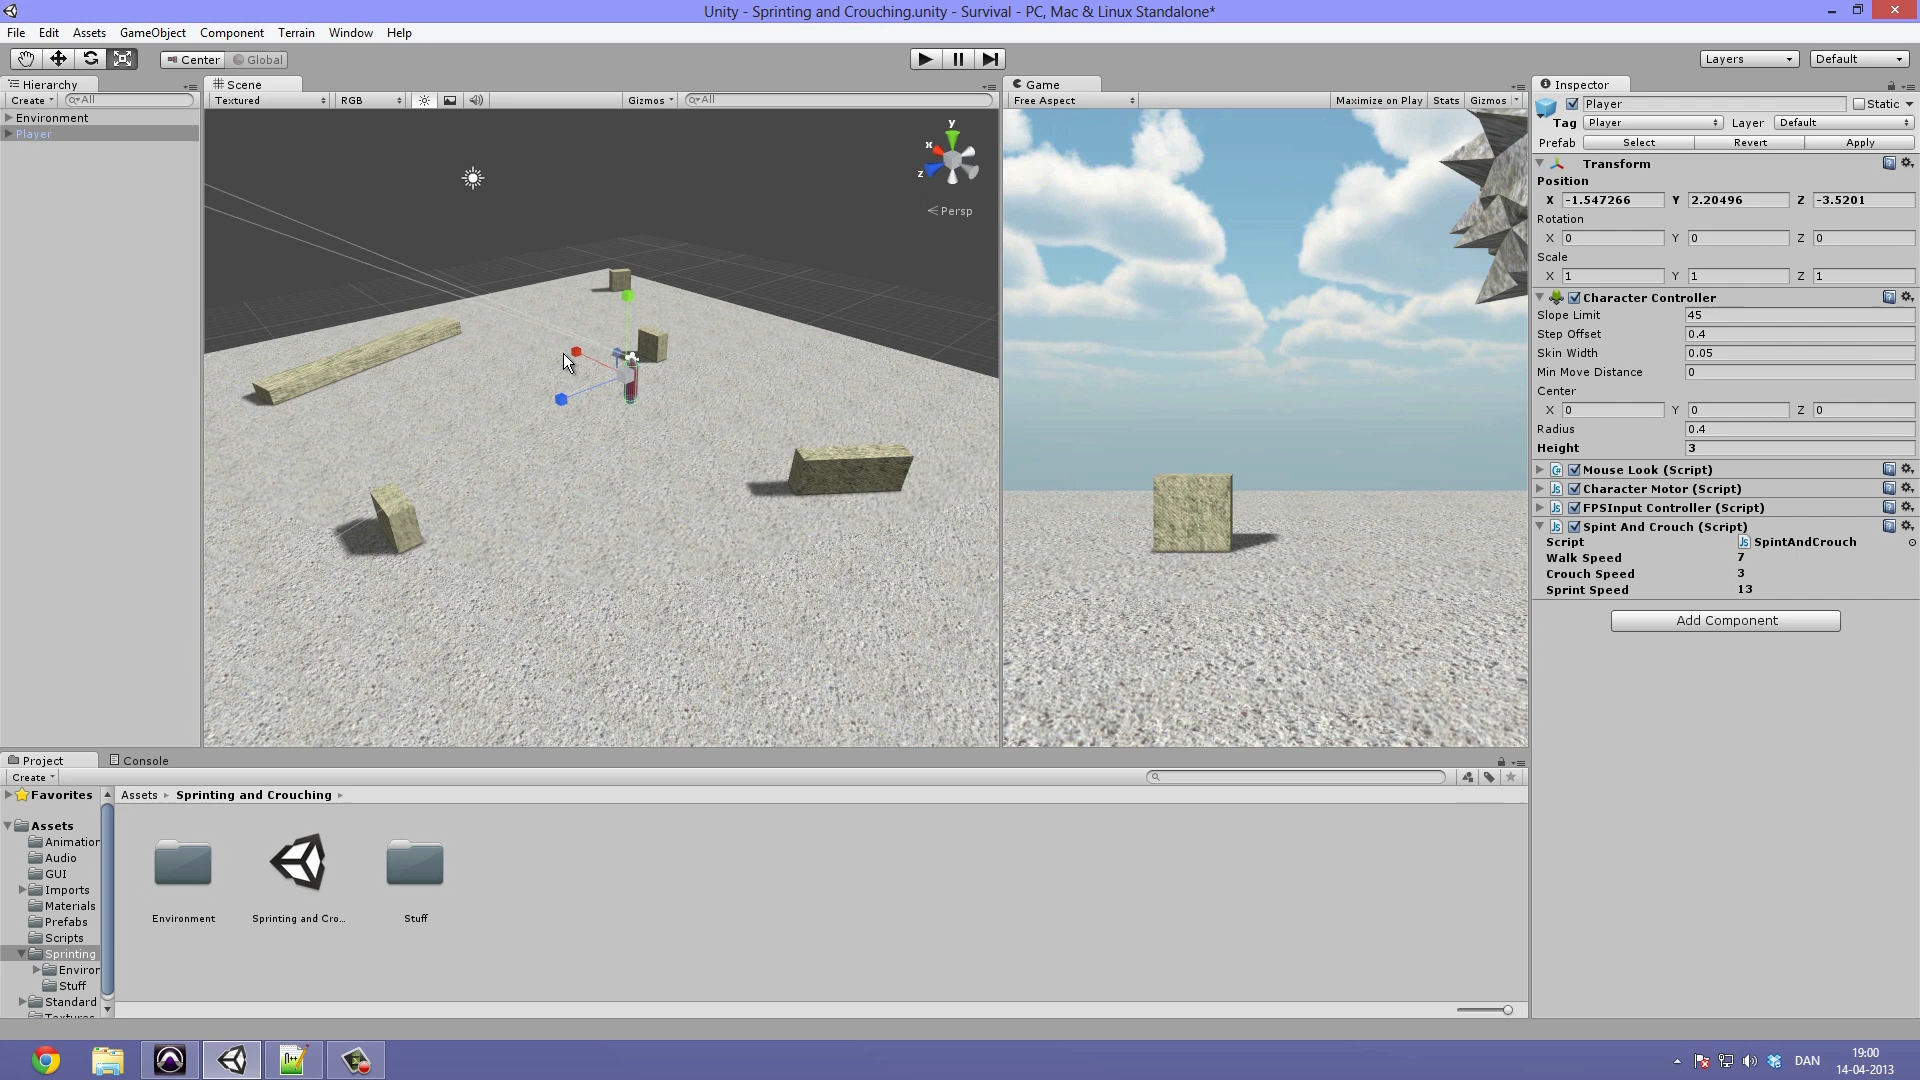 Unity - Sprinting and Crouching.unity - Survival - PC, Mac & Linux Standalone*
File Edit Assets GameObject Component Terrain Window Help
Center Global
Layers Default
Hierarchy
Create All
Environment
Player
Scene
Textured RGB Gizmos All
y
x
z
Persp
Game
Free Aspect Maximize on Play Stats Gizmos
Inspector
Player Static
Tag Player Layer Default
Prefab Select Revert Apply
Transform
Position
X -1.547266 Y 2.20496 Z -3.5201
Rotation
X 0 Y 0 Z 0
Scale
X 1 Y 1 Z 1
Character Controller
Slope Limit 45
Step Offset 0.4
Skin Width 0.05
Min Move Distance 0
Center
X 0 Y 0 Z 0
Radius 0.4
Height 3
Mouse Look (Script)
Character Motor (Script)
FPSInput Controller (Script)
Spint And Crouch (Script)
Script SpintAndCrouch
Walk Speed 7
Crouch Speed 3
Sprint Speed 13
Add Component
Project Console
Create
Favorites
Assets
Animation
Audio
GUI
Imports
Materials
Prefabs
Scripts
Sprinting
Enviror
Stuff
Standard
Textures
Assets Sprinting and Crouching
Environment
Sprinting and Cro...
Stuff
DAN
19:00
14-04-2013